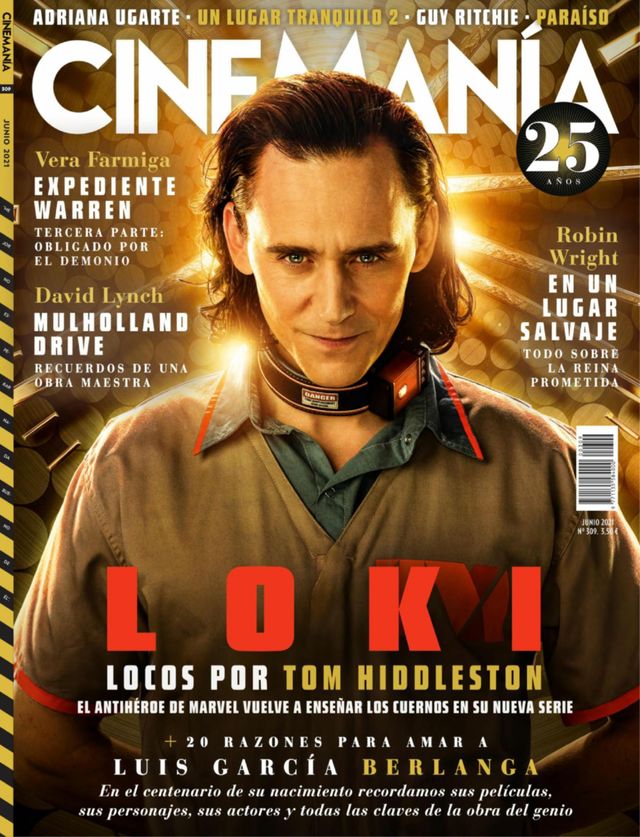 ADRIANA UGARTE · UN LUGAR TRANQUILO 2 · GUY RITCHIE · PARAÍSO
CINEMANÍA
CINEMANÍA
309
JUNIO 2021
25
AÑOS
Vera Farmiga
EXPEDIENTE
WARREN
TERCERA PARTE:
OBLIGADO POR
EL DEMONIO
David Lynch
MULHOLLAND
DRIVE
RECUERDOS DE UNA
OBRA MAESTRA
Robin
Wright
EN UN
LUGAR
SALVAJE
TODO SOBRE
LA REINA
PROMETIDA
DANGER
JUNIO 2021
Nº 309. 3,50 €
LOKI
LOCOS POR TOM HIDDLESTON
EL ANTIHÉROE DE MARVEL VUELVE A ENSEÑAR LOS CUERNOS EN SU NUEVA SERIE
+ 20 RAZONES PARA AMAR A
LUIS GARCÍA BERLANGA
En el centenario de su nacimiento recordamos sus películas,
sus personajes, sus actores y todas las claves de la obra del genio